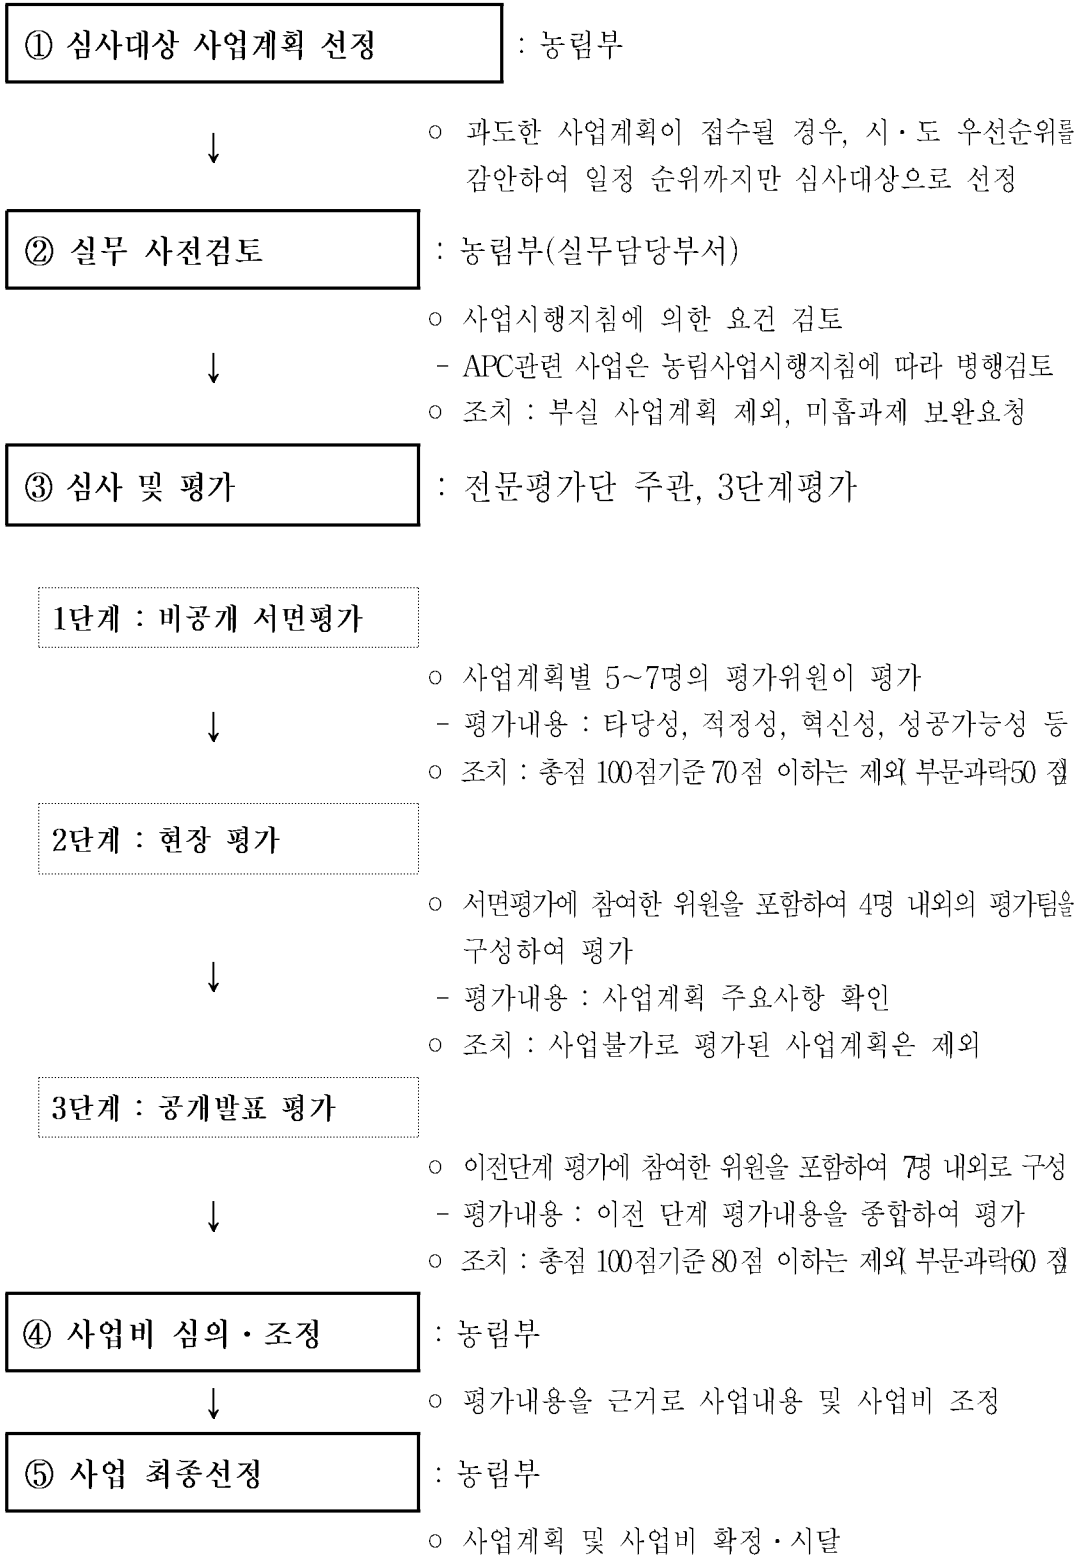 ① 심사대상 사업계획 선정 : 농림부
↓
○ 과도한 사업계획이 접수될 경우, 시·도 우선순위를
감안하여 일정 순위까지만 심사대상으로 선정
② 실무 사전검토 : 농림부(실무담당부서)
○ 사업시행지침에 의한 요건 검토
↓
- APC관련 사업은 농림사업시행지침에 따라 병행검토
○ 조치 : 부실 사업계획 제외, 미흡과제 보완요청
③ 심사 및 평가 : 전문평가단 주관, 3단계평가
1단계 : 비공개 서면평가
○ 사업계획별 5~7명의 평가위원이 평가
↓
- 평가내용 : 타당성, 적정성, 혁신성, 성공가능성 등
○ 조치 : 총점 100점기준 70점 이하는 제외( 부문과락50 점)
2단계 : 현장 평가
○ 서면평가에 참여한 위원을 포함하여 4명 내외의 평가팀을
구성하여 평가
↓
- 평가내용 : 사업계획 주요사항 확인
○ 조치 : 사업불가로 평가된 사업계획은 제외
3단계 : 공개발표 평가
○ 이전단계 평가에 참여한 위원을 포함하여 7명 내외로 구성
↓
- 평가내용 : 이전 단계 평가내용을 종합하여 평가
○ 조치 : 총점 100점기준 80점 이하는 제외( 부문과락60 점)
④ 사업비 심의·조정 : 농림부
↓
○ 평가내용을 근거로 사업내용 및 사업비 조정
⑤ 사업 최종선정 : 농림부
○ 사업계획 및 사업비 확정·시달